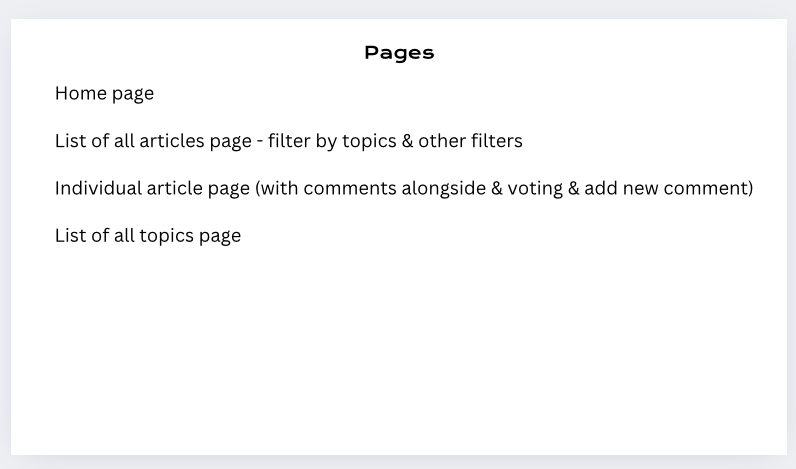 Pages
Home page
List of all articles page - filter by topics & other filters
Individual article page (with comments alongside & voting & add new comment)
List of all topics page